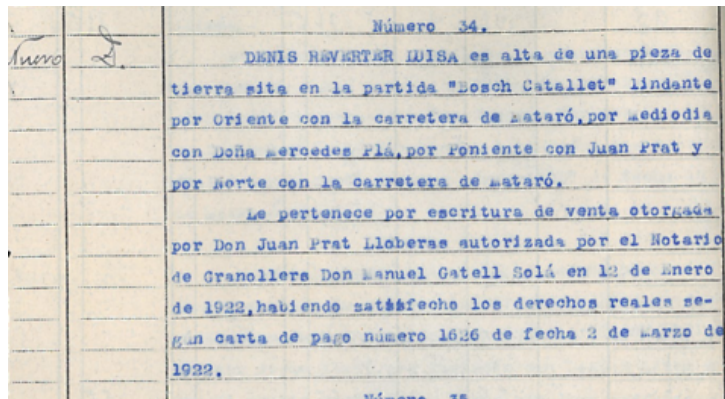 Número 34.
Nuevo D. DENIS REVERTER LUISA es alta de una pieza de
tierra sita en la partida "Bosch Catallet" lindante
por Oriente con la carretera de Mataró,por Mediodia
con Doña Mercedes Plá,por Poniente con Juan Prat y
por Norte con la carretera de Mataró.
Le pertenece por escritura de venta otorgada
por Don Juan Prat Lloberas autorizada por el Notario
de Granollers Don Manuel Gatell Solá en 12 de Enero
de 1922,habiendo satisfecho los derechos reales se-
gún carta de pago número 1626 de fecha 2 de Marzo de
1922.
Número 35